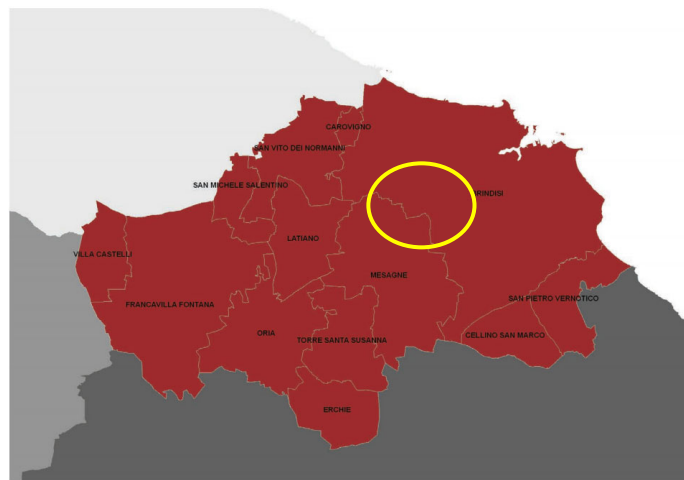 CAROVIGNO
SAN VITO DEI NORMANNI
SAN MICHELE SALENTINO
RINDISI
LATIANO
VILLA CASTELLI
MESAGNE
FRANCAVILLA FONTANA
SAN PIETRO VERNOTICO
ORIA
TORRE SANTA SUSANNA
CELLINO SAN MARCO
ERCHIE